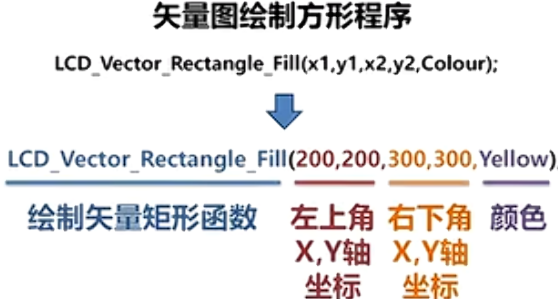 矢量图绘制方形程序
LCD_Vector_Rectangle_Fill(x1,y1,x2,y2,Colour);
LCD_Vector_Rectangle_Fill(200,200,300,300,Yellow)
绘制矢量矩形函数 左上角 右下角 颜色
X,Y轴 X,Y轴
坐标 坐标